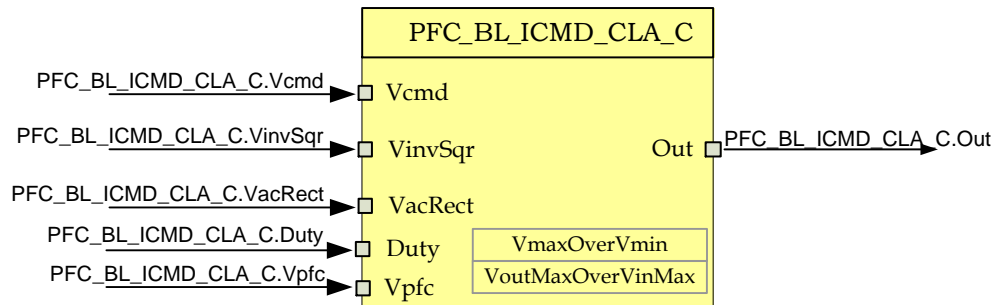 PFC_BL_ICMD_CLA_C
PFC_BL_ICMD_CLA_C.Vcmd
Vcmd
PFC_BL_ICMD_CLA_C.VinvSqr
VinvSqr
Out
PFC_BL_ICMD_CLA_C.Out
PFC_BL_ICMD_CLA_C.VacRect
VacRect
PFC_BL_ICMD_CLA_C.Duty
Duty
VmaxOverVmin
PFC_BL_ICMD_CLA_C.Vpfc
Vpfc
VoutMaxOverVinMax